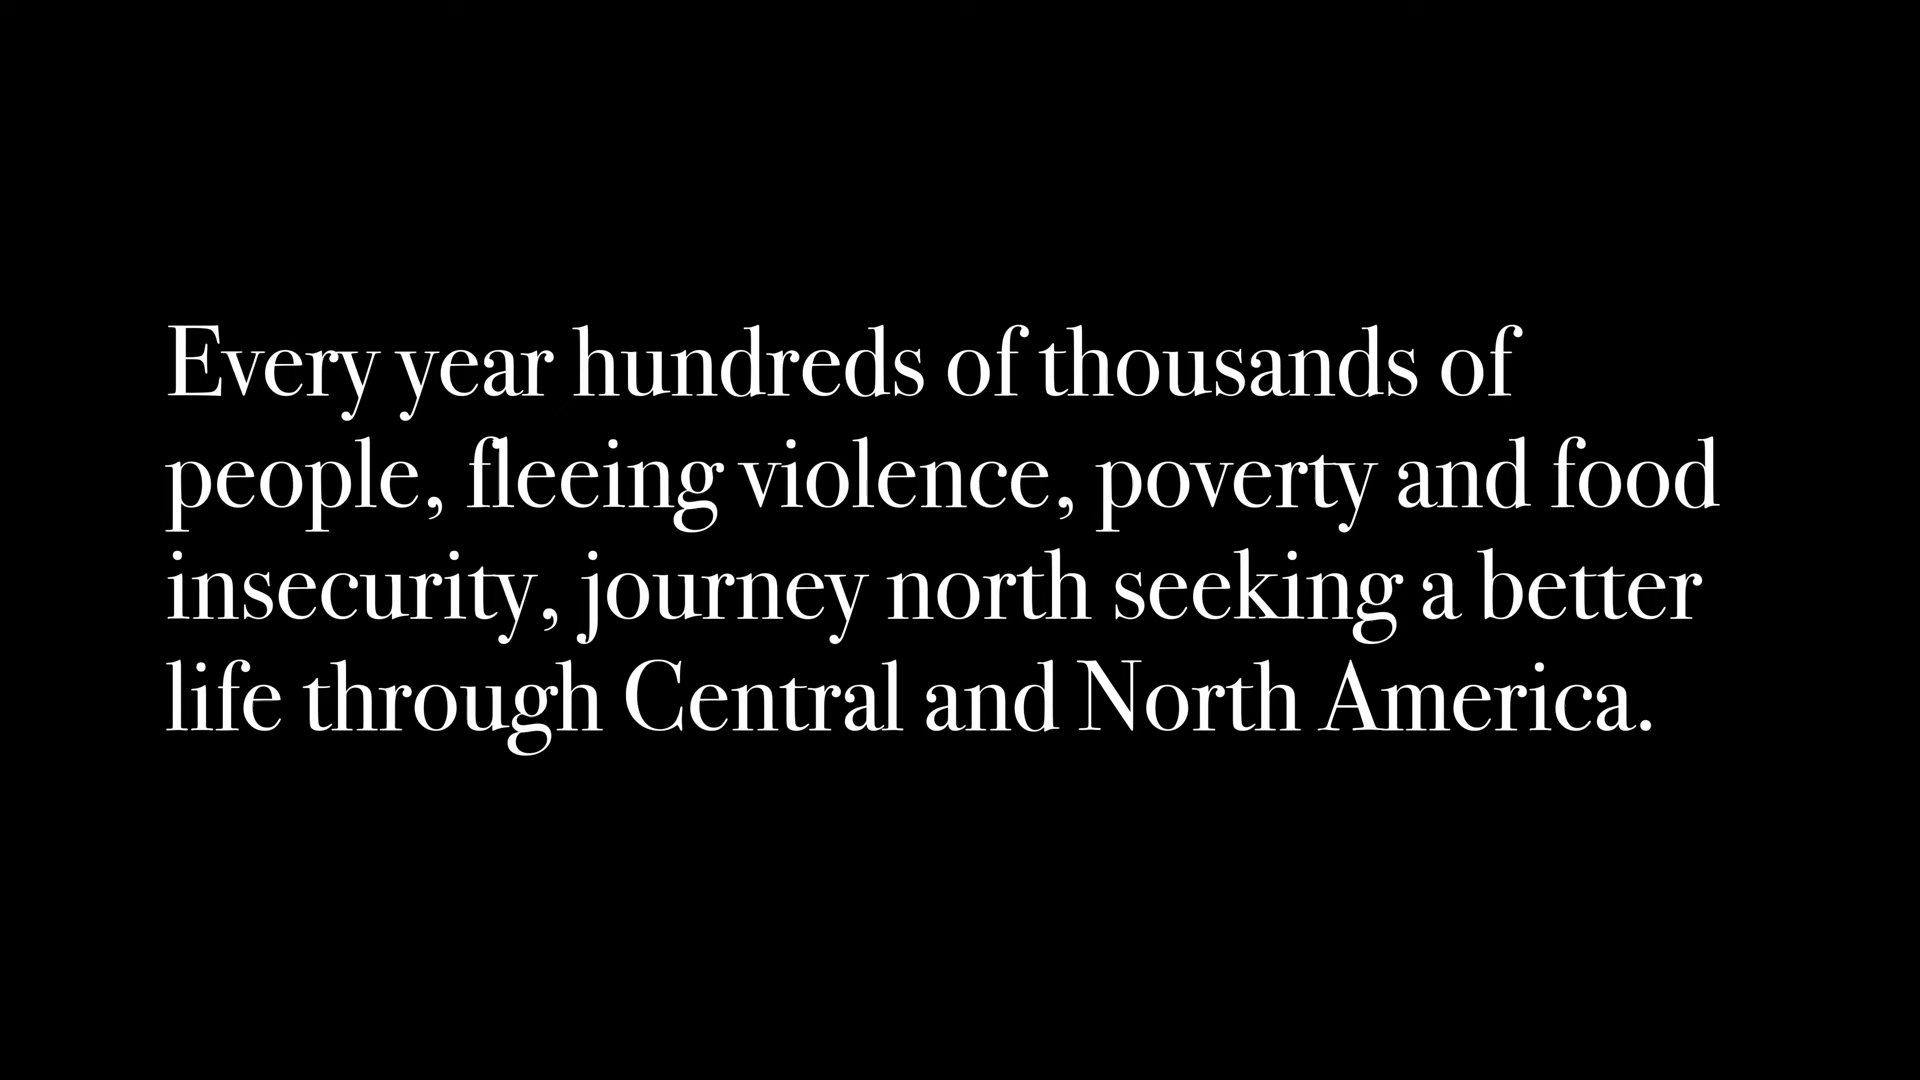 Every year hundreds of thousands of
people, fleeing violence, poverty and food
insecurity, journey north seeking a better
life through Central and North America.